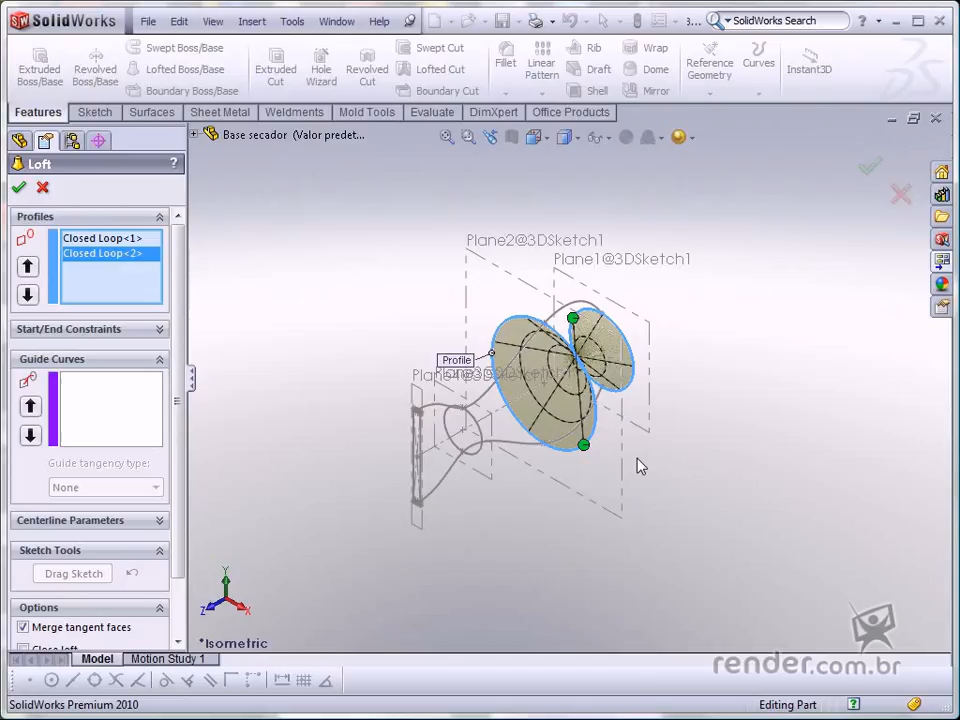 SolidWorks
File
Edit
View
Insert
Tools
Window
Help
3...
SolidWorks Search
Extruded Boss/Base
Revolved Boss/Base
Swept Boss/Base
Lofted Boss/Base
Boundary Boss/Base
Extruded Cut
Hole Wizard
Revolved Cut
Swept Cut
Lofted Cut
Boundary Cut
Fillet
Linear Pattern
Rib
Draft
Shell
Wrap
Dome
Mirror
Reference Geometry
Curves
Instant3D
Features
Sketch
Surfaces
Sheet Metal
Weldments
Mold Tools
Evaluate
DimXpert
Office Products
Base secador (Valor predet...
Loft
?
Profiles
Closed Loop<1>
Closed Loop<2>
Start/End Constraints
Guide Curves
Guide tangency type:
None
Centerline Parameters
Sketch Tools
Drag Sketch
Options
Merge tangent faces
Close loft
Plane2@3DSketch1
Plane1@3DSketch1
Profile
Y
Z
X
*Isometric
render.com.br
Model
Motion Study 1
SolidWorks Premium 2010
Editing Part